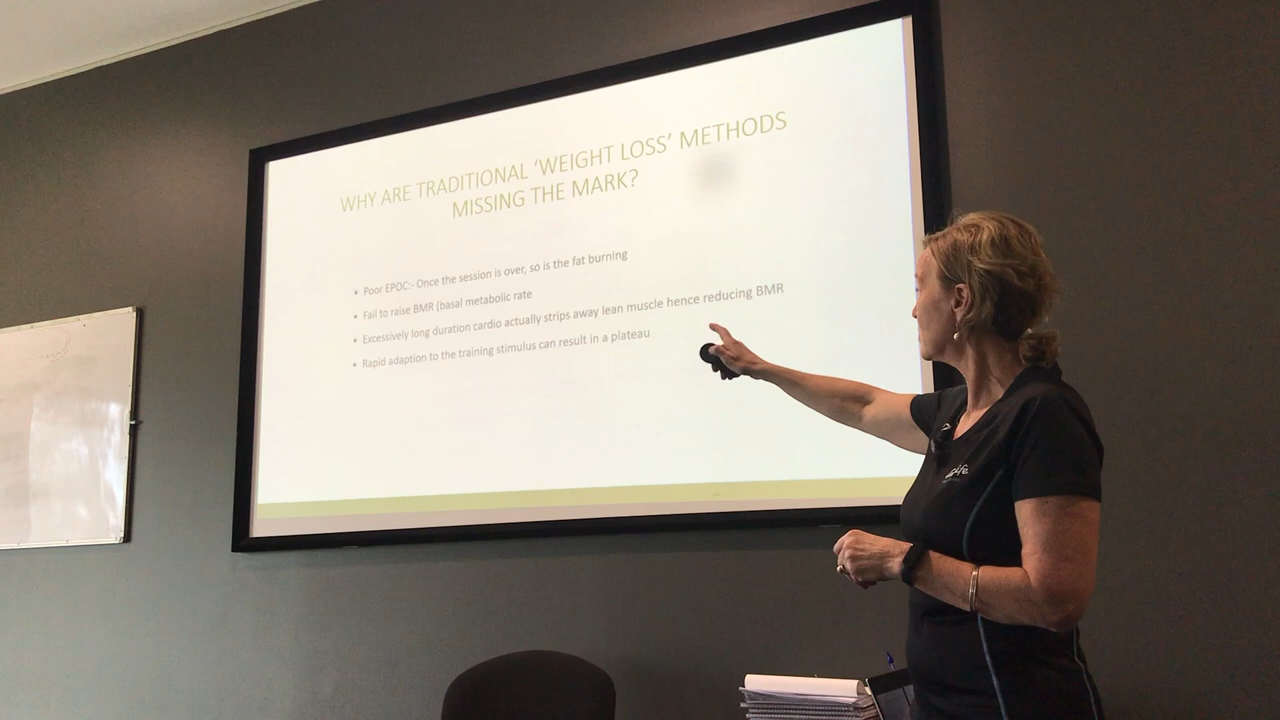 WHY ARE TRADITIONAL ‘WEIGHT LOSS’ METHODS
MISSING THE MARK?
• Poor EPOC:- Once the session is over, so is the fat burning
• Fail to raise BMR (basal metabolic rate
• Excessively long duration cardio actually strips away lean muscle hence reducing BMR
• Rapid adaption to the training stimulus can result in a plateau